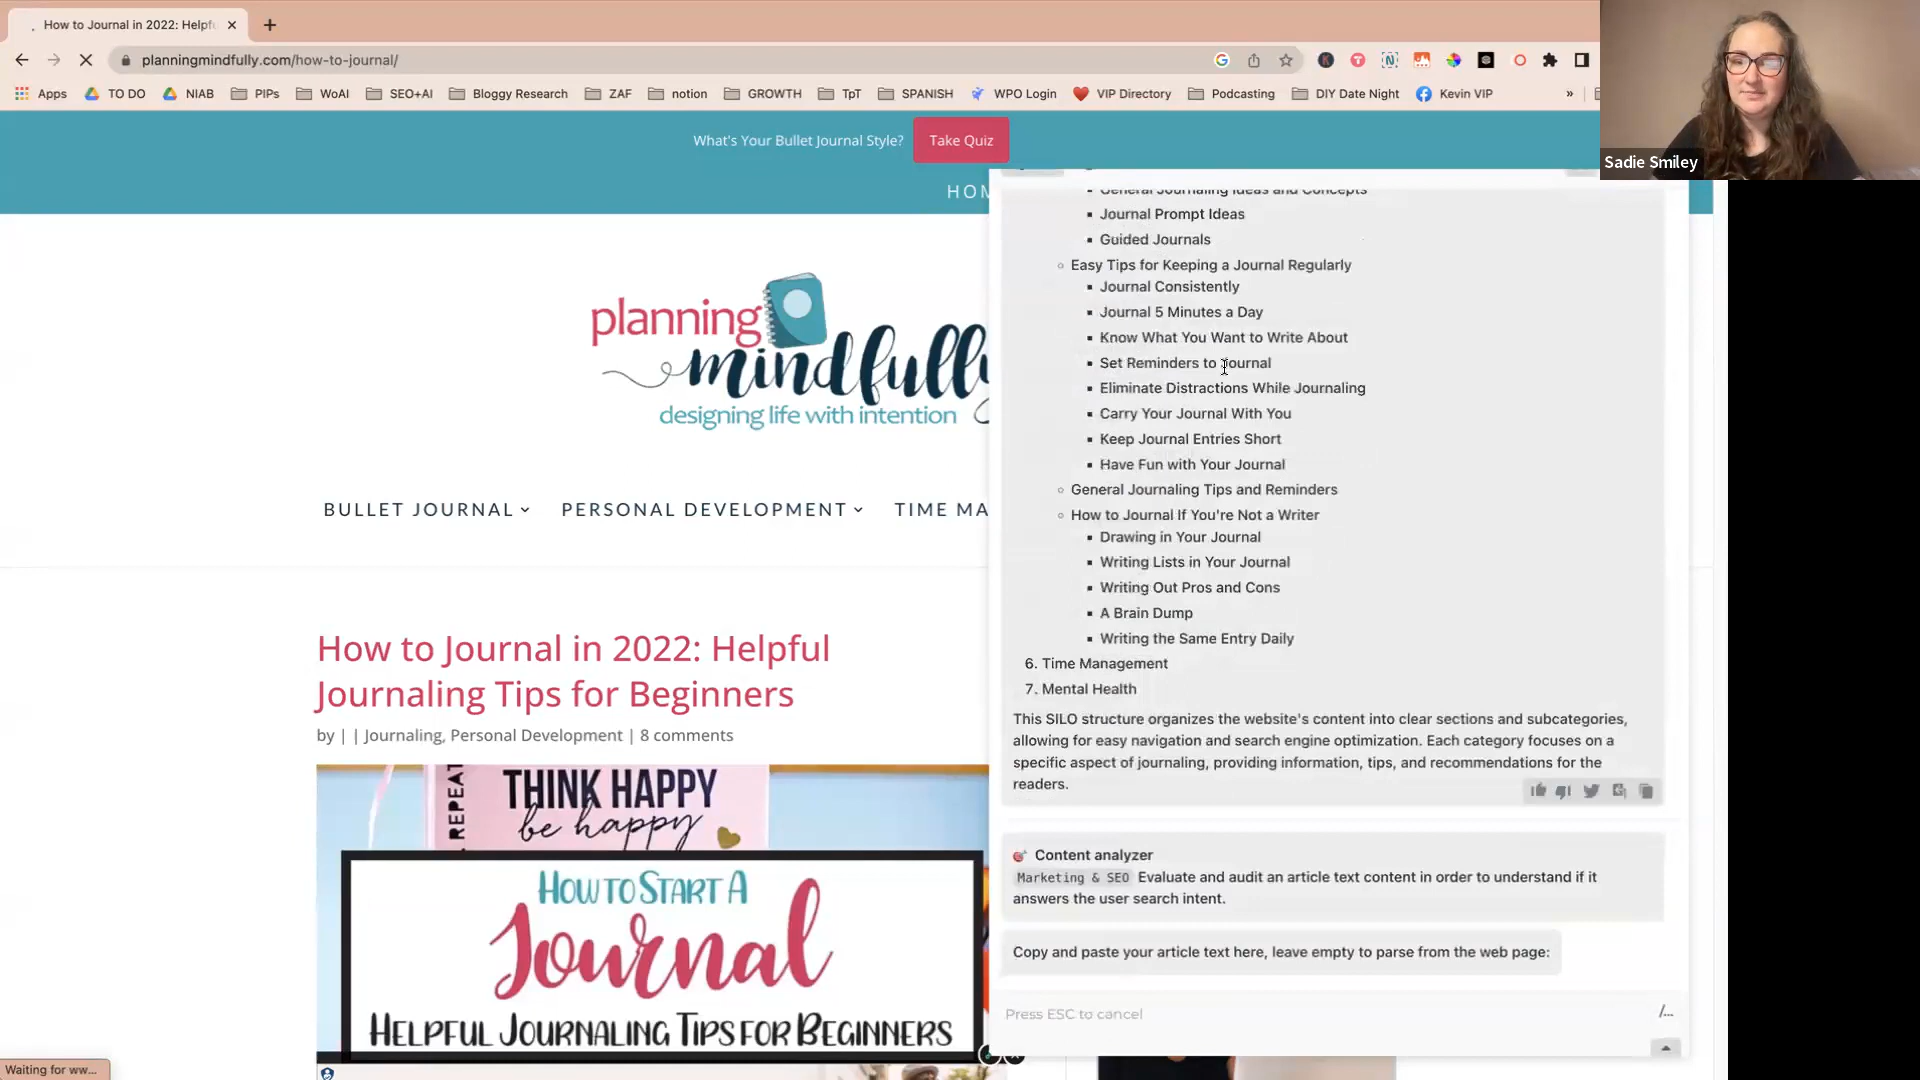 How to Journal in 2022: Helpf
planningmindfully.com/how-to-journal/
Apps TO DO NIAB PIPs WoAI SEO+AI Bloggy Research ZAF notion GROWTH TpT SPANISH WPO Login VIP Directory Podcasting DIY Date Night Kevin VIP »
Sadie Smiley
What's Your Bullet Journal Style? Take Quiz
HOM
planning
mindfully
designing life with intention
BULLET JOURNAL PERSONAL DEVELOPMENT TIME MA
How to Journal in 2022: Helpful
Journaling Tips for Beginners
by | | Journaling, Personal Development | 8 comments
REPEAT
THINK HAPPY
be happy
HOW TO START A
Journal
HELPFUL JOURNALING TIPS FOR BEGINNERS
General Journaling Ideas and Concepts
Journal Prompt Ideas
Guided Journals
Easy Tips for Keeping a Journal Regularly
Journal Consistently
Journal 5 Minutes a Day
Know What You Want to Write About
Set Reminders to Journal
Eliminate Distractions While Journaling
Carry Your Journal With You
Keep Journal Entries Short
Have Fun with Your Journal
General Journaling Tips and Reminders
How to Journal If You're Not a Writer
Drawing in Your Journal
Writing Lists in Your Journal
Writing Out Pros and Cons
A Brain Dump
Writing the Same Entry Daily
6. Time Management
7. Mental Health
This SILO structure organizes the website's content into clear sections and subcategories,
allowing for easy navigation and search engine optimization. Each category focuses on a
specific aspect of journaling, providing information, tips, and recommendations for the
readers.
Content analyzer
Marketing & SEO Evaluate and audit an article text content in order to understand if it
answers the user search intent.
Copy and paste your article text here, leave empty to parse from the web page:
Press ESC to cancel
/...
Waiting for ww...